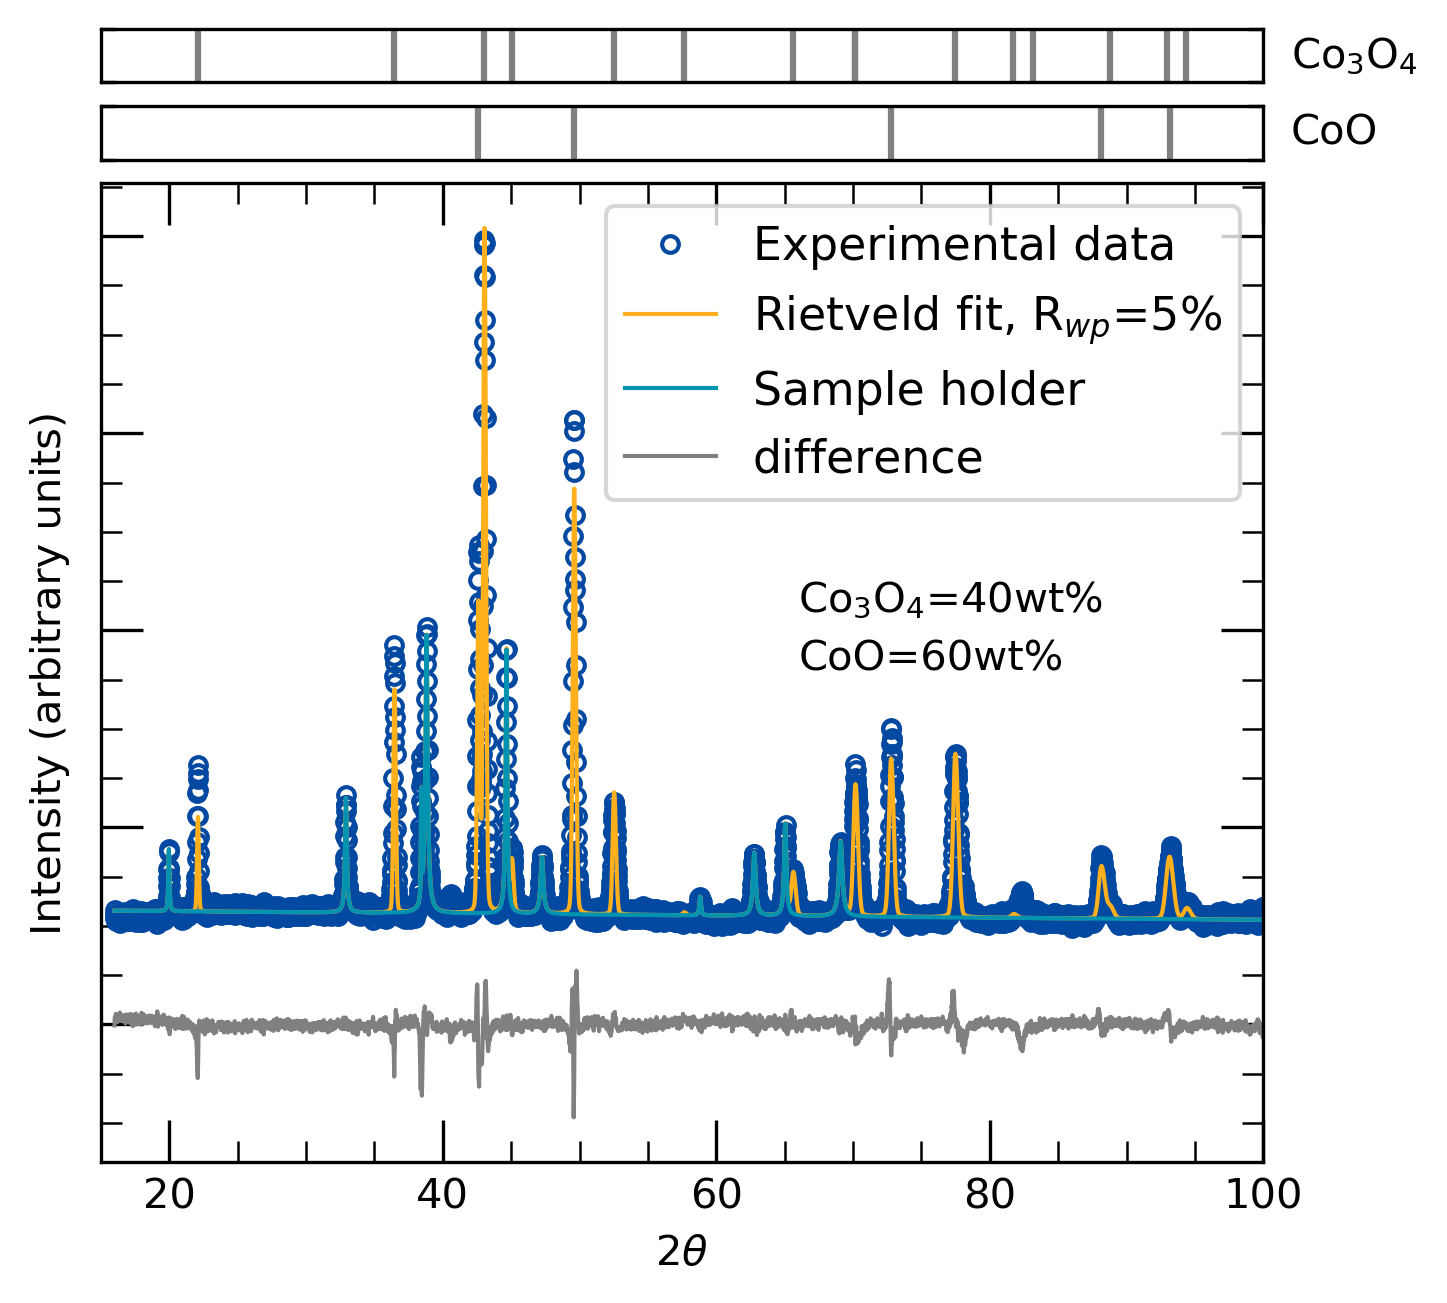 Co₃O₄
CoO
Experimental data
Rietveld fit, R_wp=5%
Sample holder
difference
Co₃O₄=40wt%
CoO=60wt%
Intensity (arbitrary units)
20 40 60 80 100
2θ